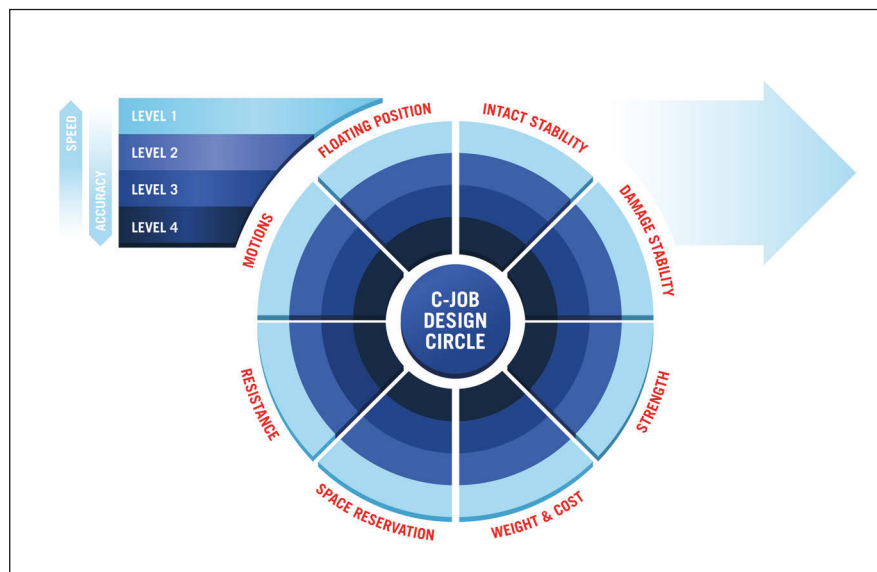 SPEED
ACCURACY
LEVEL 1
LEVEL 2
LEVEL 3
LEVEL 4
FLOATING POSITION
INTACT STABILITY
DAMAGE STABILITY
STRENGTH
WEIGHT & COST
SPACE RESERVATION
RESISTANCE
MOTIONS
C-JOB
DESIGN
CIRCLE